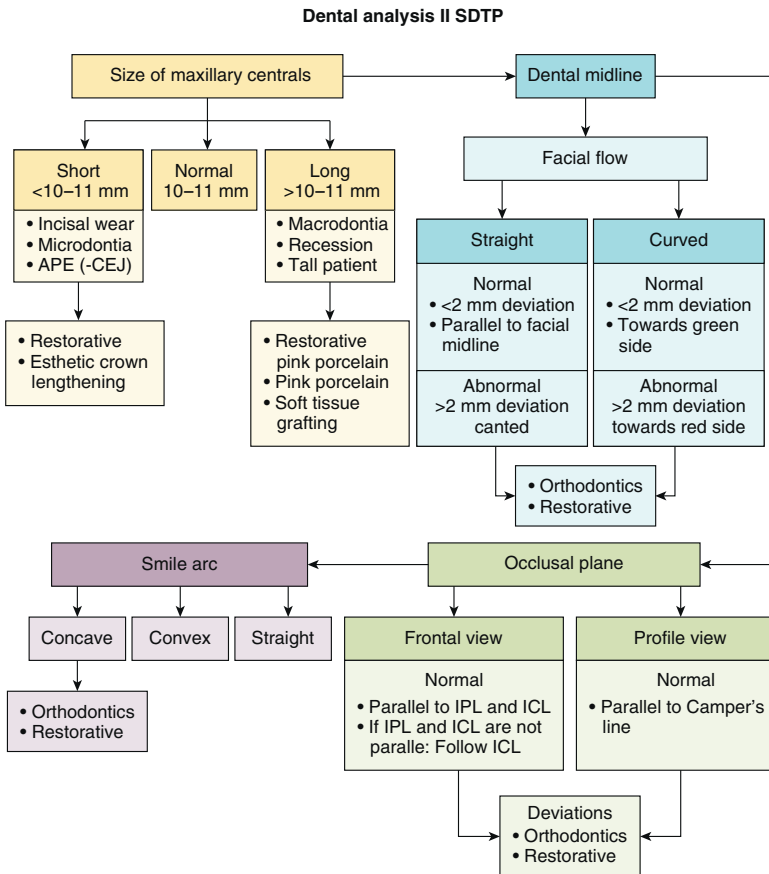 Dental analysis II SDTP
Size of maxillary centrals
Dental midline
Short
<10–11 mm
• Incisal wear
• Microdontia
• APE (-CEJ)
• Restorative
• Esthetic crown
lengthening
Normal
10–11 mm
Long
>10–11 mm
• Macrodontia
• Recession
• Tall patient
• Restorative
pink porcelain
• Pink porcelain
• Soft tissue
grafting
Facial flow
Straight
Normal
• <2 mm deviation
• Parallel to facial
midline
Abnormal
>2 mm deviation
canted
Curved
Normal
• <2 mm deviation
• Towards green
side
Abnormal
>2 mm deviation
towards red side
• Orthodontics
• Restorative
Smile arc
Occlusal plane
Concave
Convex
Straight
• Orthodontics
• Restorative
Frontal view
Normal
• Parallel to IPL and ICL
• If IPL and ICL are not
paralle: Follow ICL
Profile view
Normal
• Parallel to Camper's
line
Deviations
• Orthodontics
• Restorative